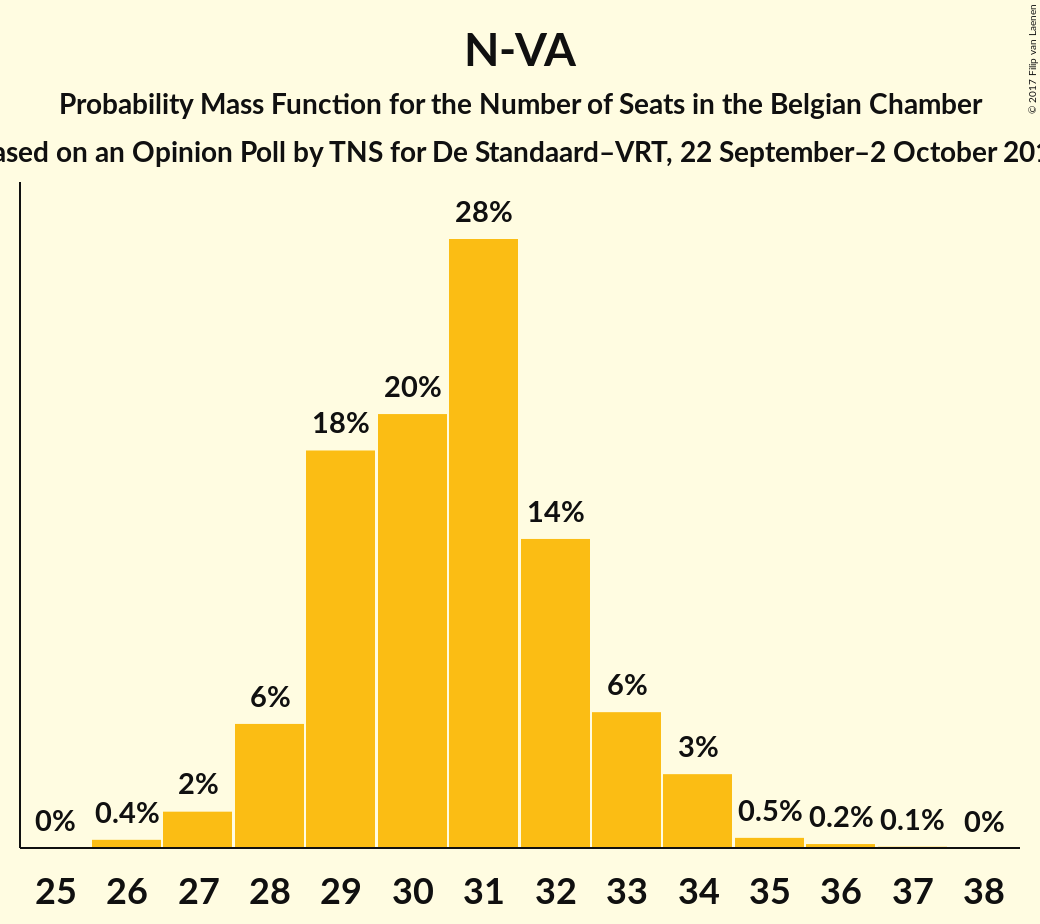 N-VA
Probability Mass Function for the Number of Seats in the Belgian Chamber
on an Opinion Poll by TNS for De Standaard–VRT, 22 September–2 October
© 2017 Filip van Laenen
28%
20%
18%
14%
6%
6%
3%
2%
0%
0.4%
0.5%
0.2%
0.1%
0%
25 26 27 28 29 30 31 32 33 34 35 36 37 38